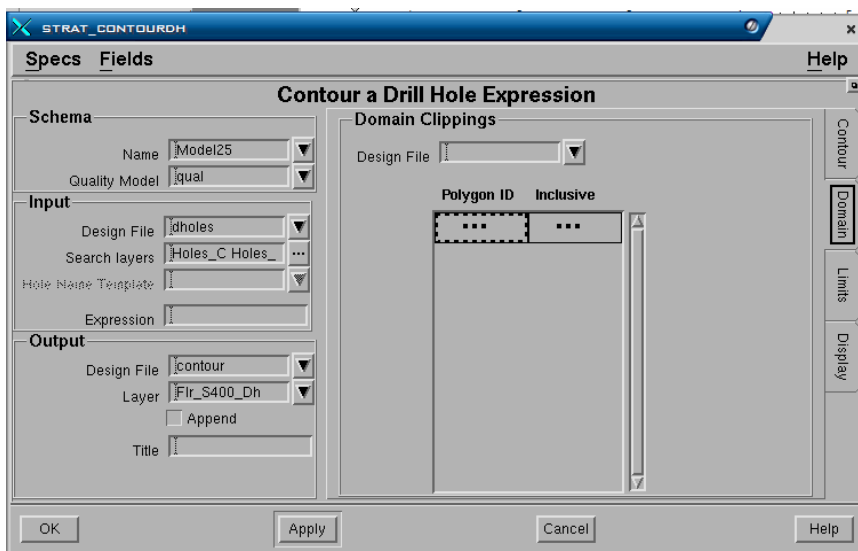 STRAT_CONTOURDH
Specs Fields Help
Contour a Drill Hole Expression
Schema
Name Model25
Quality Model qual
Input
Design File dholes
Search layers Holes_C Holes_ ...
Hole Name Template
Expression
Output
Design File contour
Layer Flr_S400_Dh
Append
Title
Domain Clippings
Design File
Polygon ID Inclusive
... ...
Contour
Domain
Limits
Display
OK Apply Cancel Help